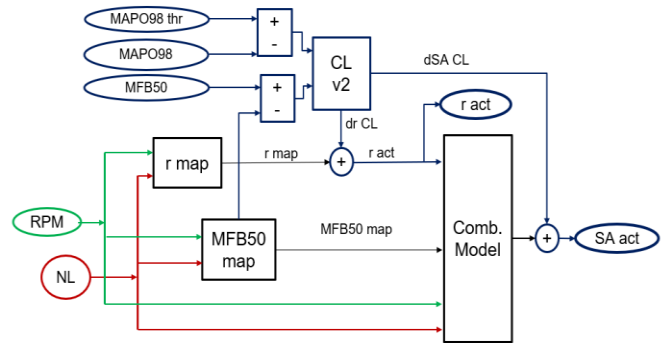 MAPO98 thr
+
-
MAPO98
MFB50
+
-
CL
v2
dSA CL
r act
dr CL
r map
r map
+
r act
RPM
MFB50
map
MFB50 map
Comb.
Model
+
SA act
NL